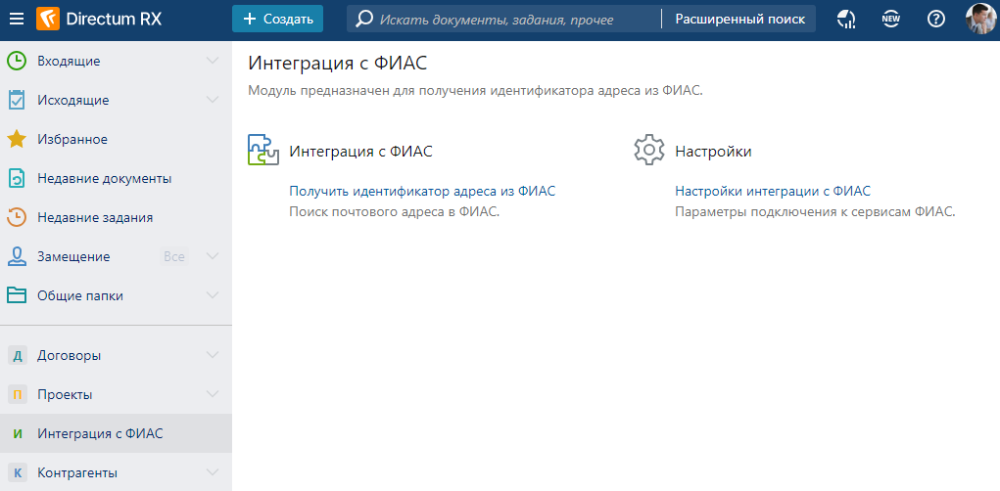 Directum RX
+ Создать
Искать документы, задания, прочее
Расширенный поиск
NEW
?
Входящие
Исходящие
Избранное
Недавние документы
Недавние задания
Замещение Все
Общие папки
Д Договоры
П Проекты
И Интеграция с ФИАС
К Контрагенты
Интеграция с ФИАС
Модуль предназначен для получения идентификатора адреса из ФИАС.
Интеграция с ФИАС
Получить идентификатор адреса из ФИАС
Поиск почтового адреса в ФИАС.
Настройки
Настройки интеграции с ФИАС
Параметры подключения к сервисам ФИАС.